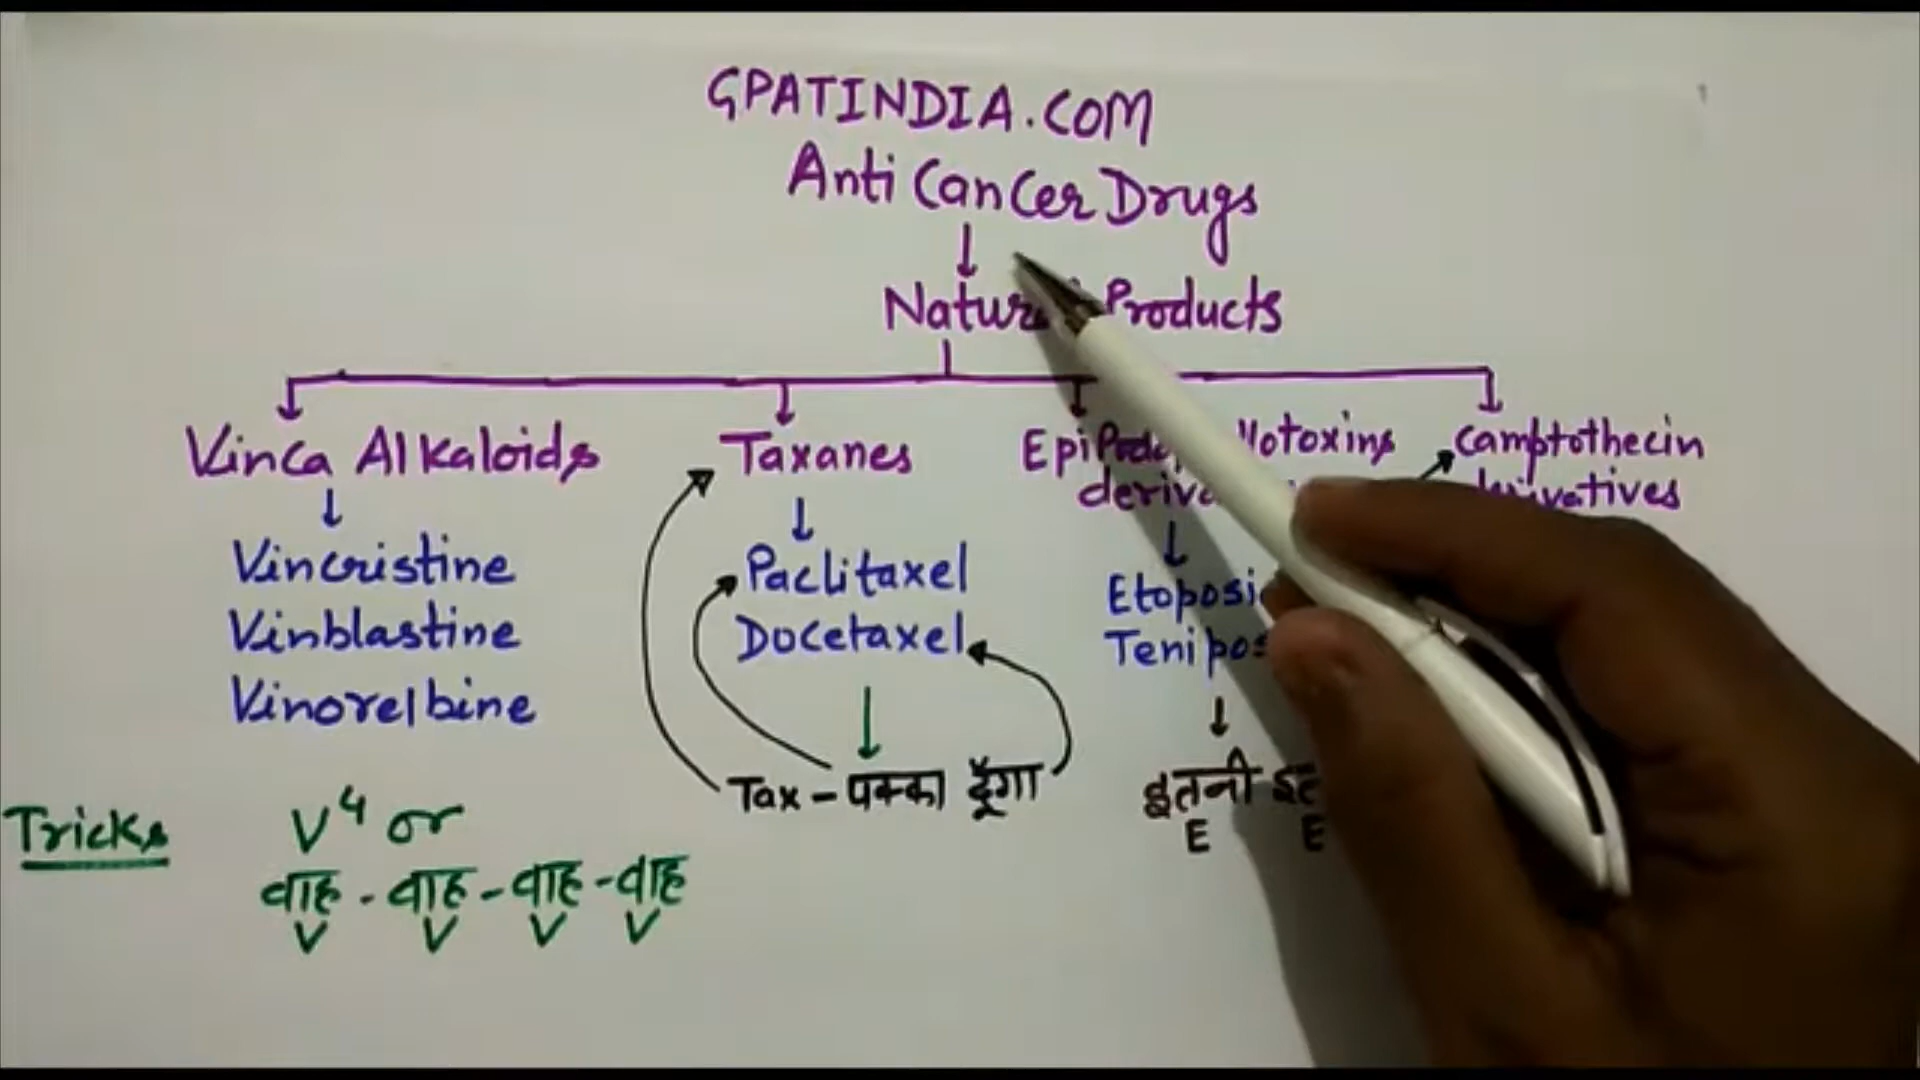 GPATINDIA.COM
Anti Cancer Drugs
Products
Vinca Alkaloids
Taxanes
camptothecin
Vincristine
Vinblastine
Vinorelbine
Paclitaxel
Docetaxel
Tax - पक्का दूँगा
इतनी
E
E
Tricks
V4 or
वाह - वाह - वाह - वाह
V V V V